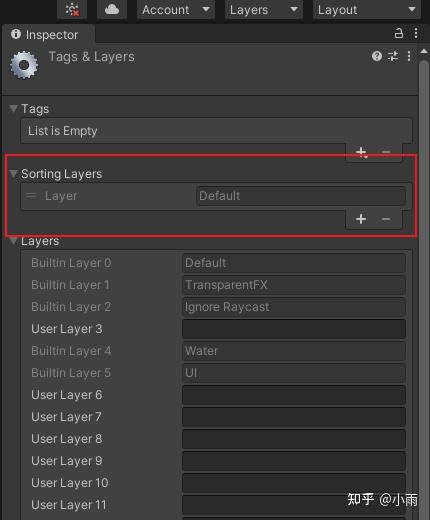 Account Layers Layout
Inspector
Tags & Layers
Tags
List is Empty
Sorting Layers
Layer Default
Layers
Builtin Layer 0 Default
Builtin Layer 1 TransparentFX
Builtin Layer 2 Ignore Raycast
User Layer 3
Builtin Layer 4 Water
Builtin Layer 5 UI
User Layer 6
User Layer 7
User Layer 8
User Layer 9
User Layer 10
User Layer 11
知乎 @小雨